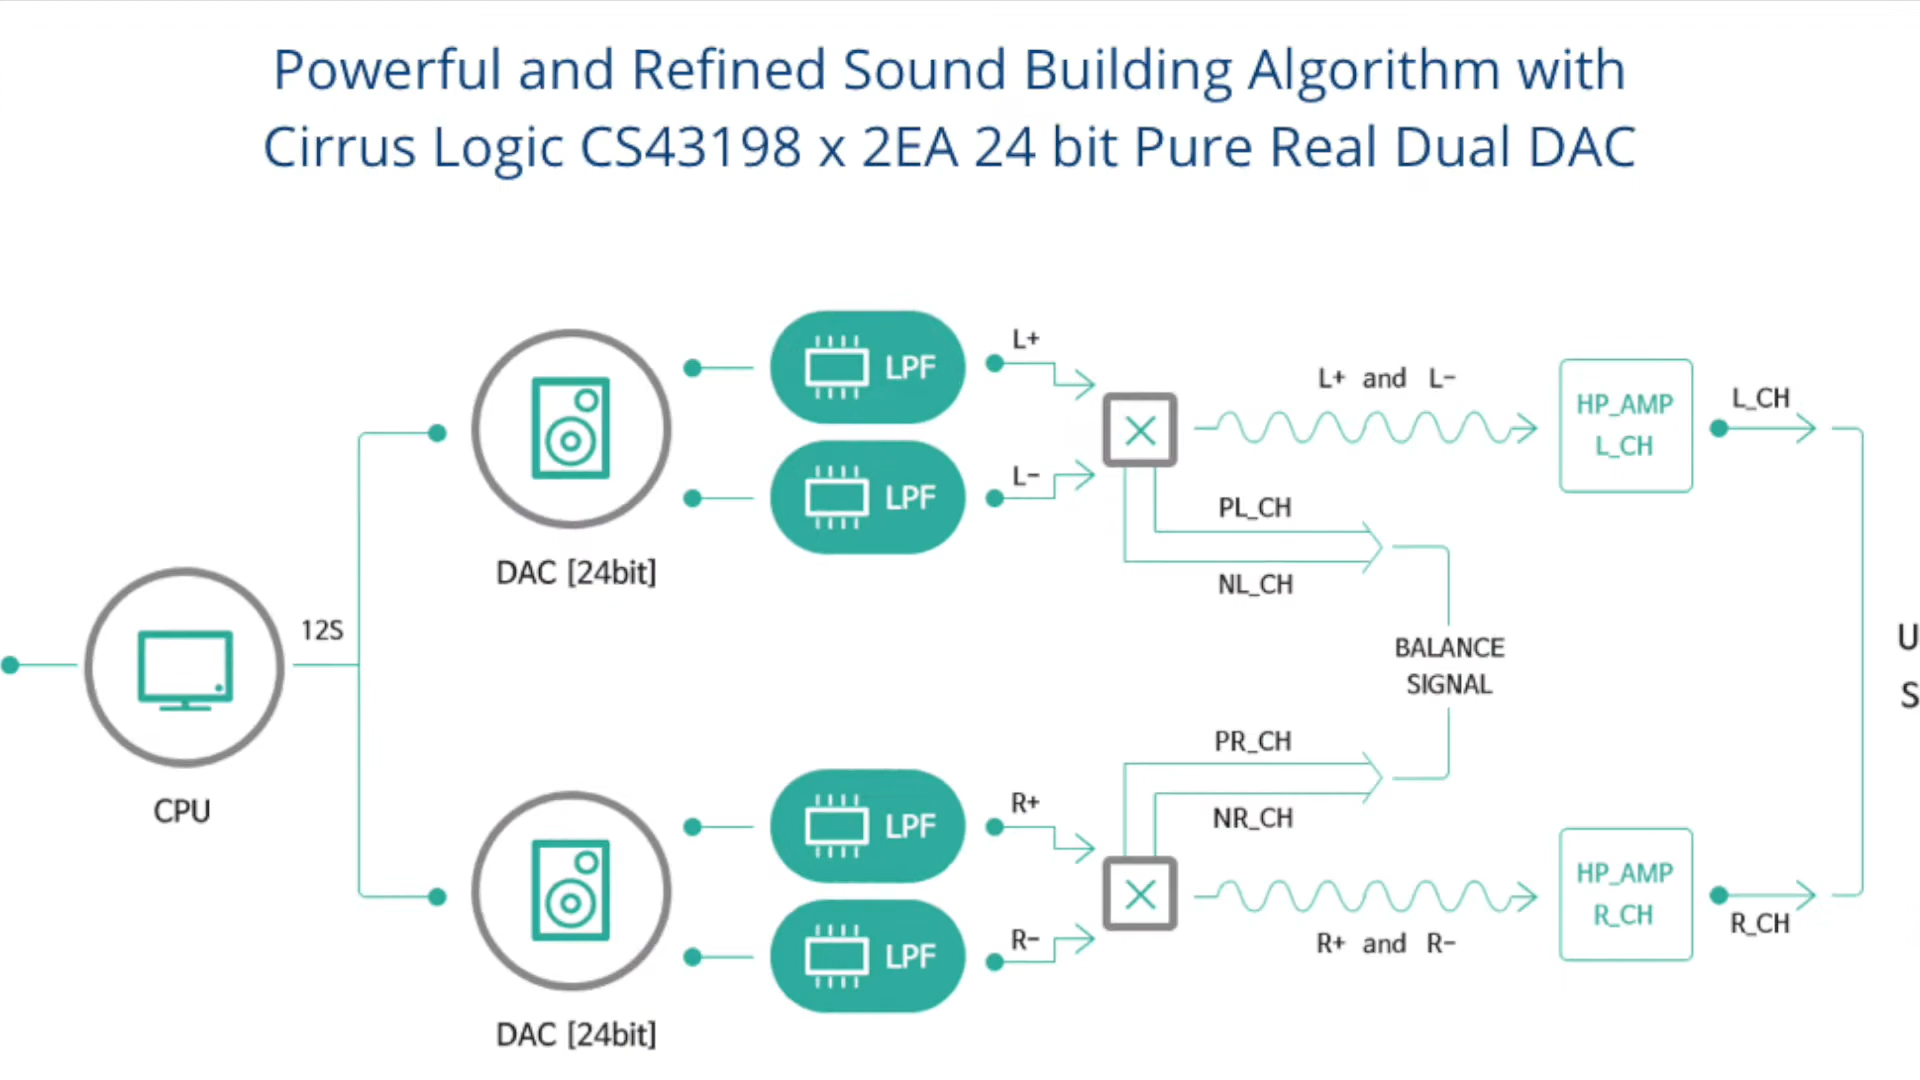 Powerful and Refined Sound Building Algorithm with
Cirrus Logic CS43198 x 2EA 24 bit Pure Real Dual DAC
CPU
12S
DAC [24bit]
LPF
LPF
L+
L-
L+ and L-
PL_CH
NL_CH
HP_AMP
L_CH
L_CH
BALANCE
SIGNAL
DAC [24bit]
LPF
LPF
R+
R-
PR_CH
NR_CH
R+ and R-
HP_AMP
R_CH
R_CH